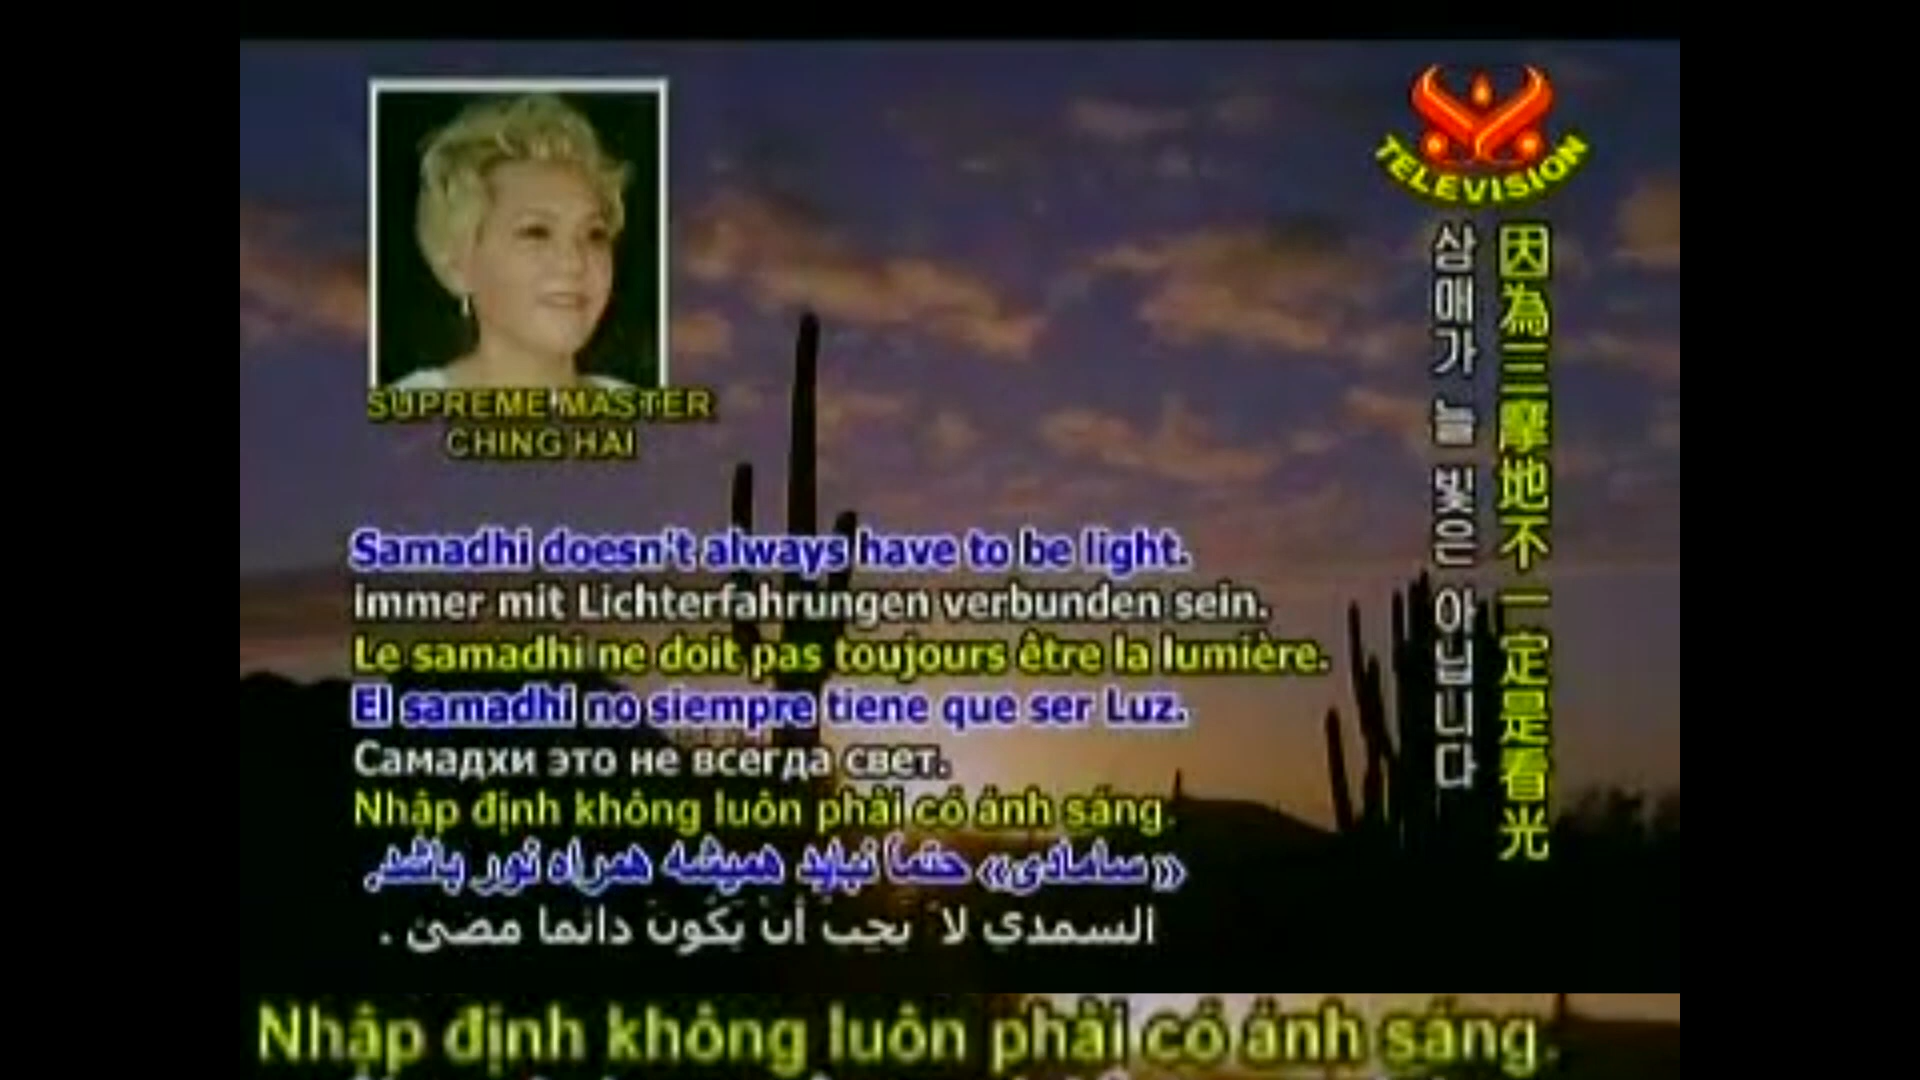 TELEVISION
SUPREME MASTER
CHING HAI
因為三摩地不一定是看光
삼매가 늘 빛은 아닙니다
Samadhi doesn't always have to be light.
immer mit Lichterfahrungen verbunden sein.
Le samadhi ne doit pas toujours être la lumière.
El samadhi no siempre tiene que ser Luz.
Самадхи это не всегда свет.
Nhập định không luôn phải có ánh sáng.
«سامادی» حتماً نباید همیشه همراه نور باشد.
السمدي لا يَجِبَ أنْ يَكُونَ دائما مضئ .
Nhập định không luôn phải có ánh sáng.